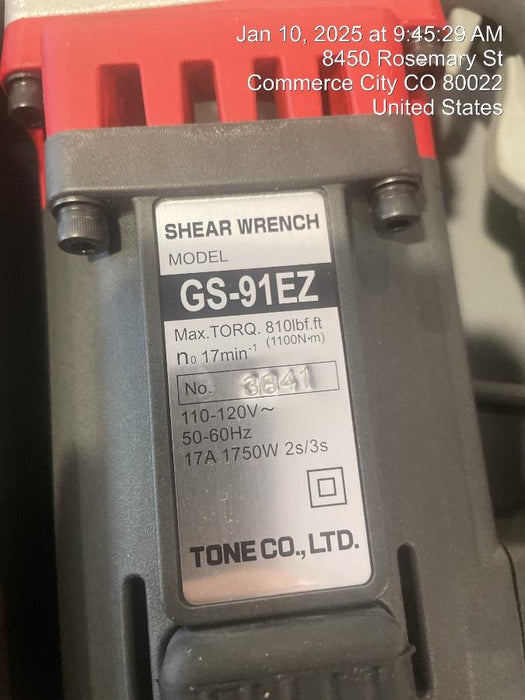 Jan 10, 2025 at 9:45:29 AM
8450 Rosemary St
Commerce City CO 80022
United States
SHEAR WRENCH
MODEL
GS-91EZ
Max.TORQ. 810lbf.ft
(1100N·m)
n₀ 17min⁻¹
No. 3841
110-120V～
50-60Hz
17A 1750W 2s/3s
TONE CO., LTD.